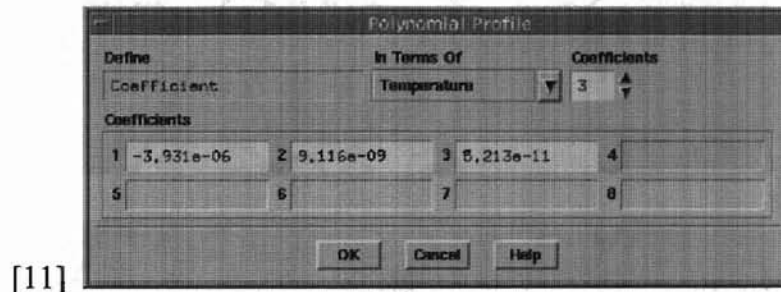 Polynomial Profile
Define In Terms Of Coefficients
Coefficient Temperature 3
Coefficients
1 -3.931e-06 2 9.116e-09 3 5.213e-11 4
5 6 7 8
OK Cancel Help
[11]